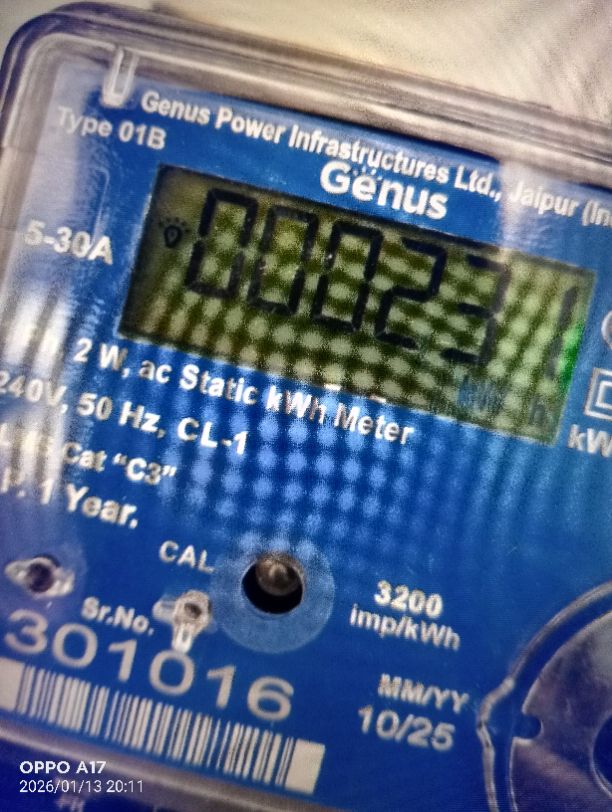 Genus Power Infrastructures Ltd., Jaipur
Type 01B
Genus
5-30A
000231
2 W, ac Static kWh Meter
240V, 50 Hz, CL-1
Cat "C3"
1 Year.
CAL
3200
imp/kWh
Sr.No.
301016
MM/YY
10/25
OPPO A17
2026/01/13 20:11